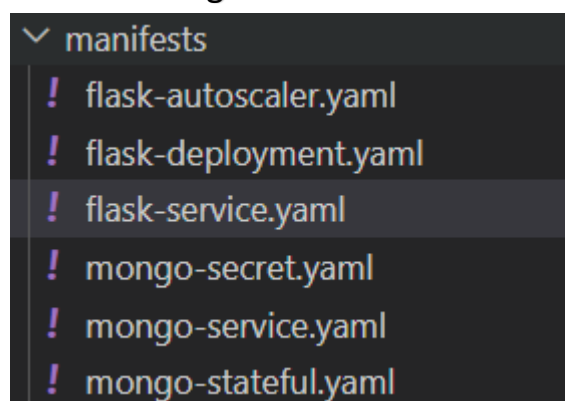 manifests
! flask-autoscaler.yaml
! flask-deployment.yaml
! flask-service.yaml
! mongo-secret.yaml
! mongo-service.yaml
! mongo-stateful.yaml